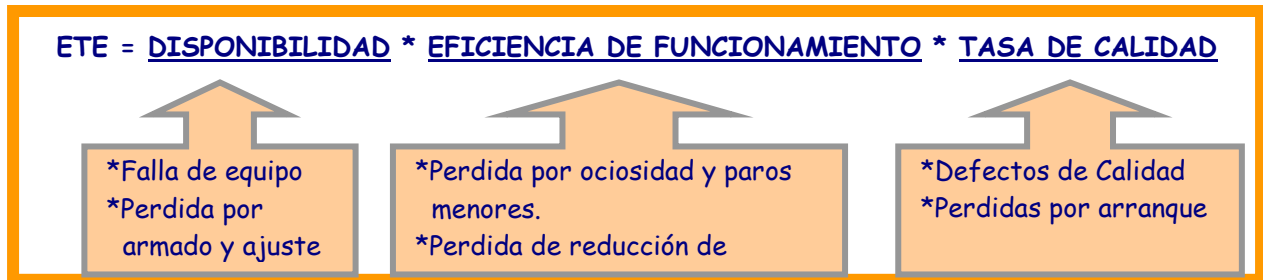 ETE = DISPONIBILIDAD * EFICIENCIA DE FUNCIONAMIENTO * TASA DE CALIDAD
*Falla de equipo
*Perdida por
armado y ajuste
*Perdida por ociosidad y paros
menores.
*Perdida de reducción de
*Defectos de Calidad
*Perdidas por arranque